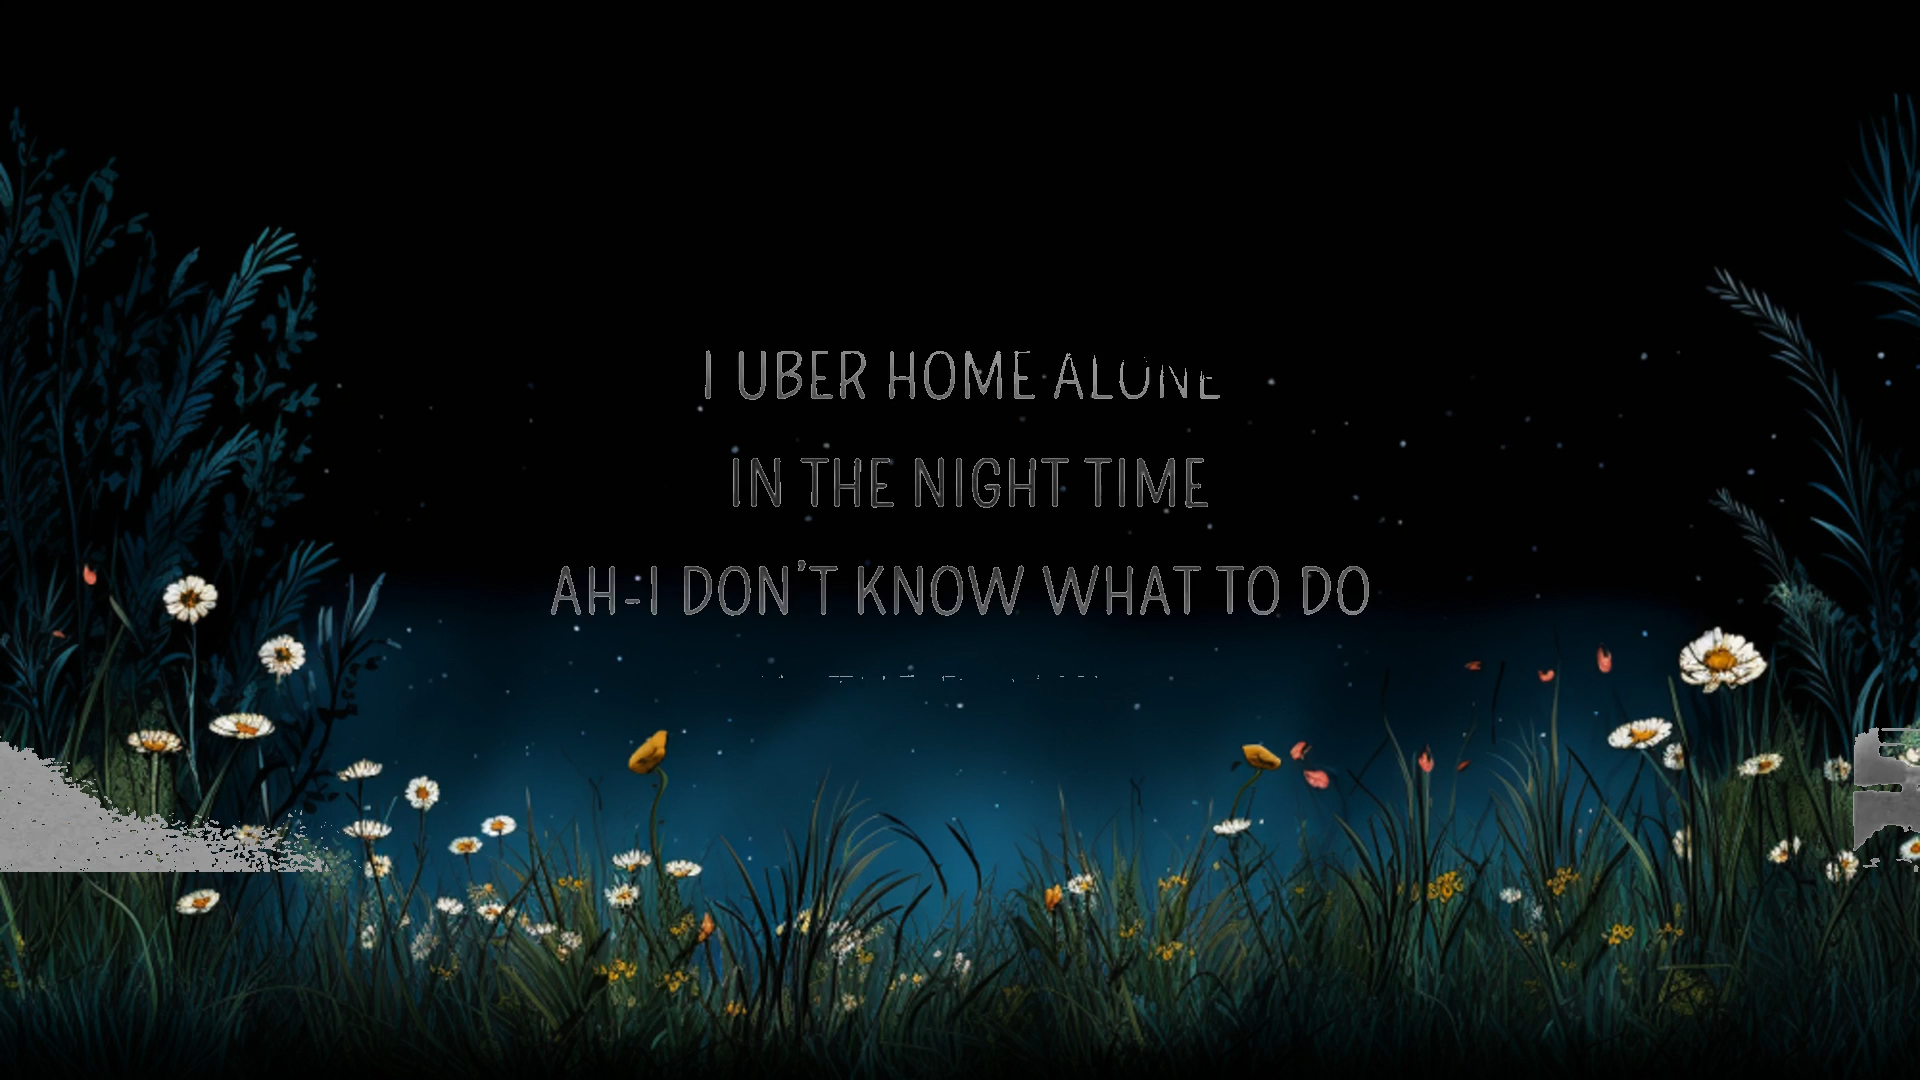 I UBER HOME ALONE
IN THE NIGHT TIME
AH-I DON'T KNOW WHAT TO DO